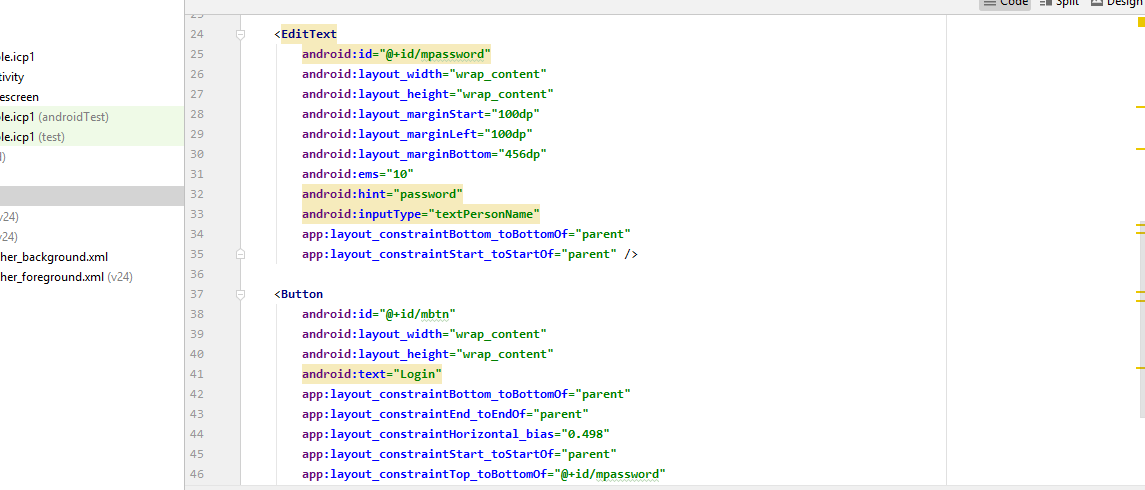 Code Split Design
le.icp1
tivity
escreen
le.icp1 (androidTest)
le.icp1 (test)
)
v24)
v24)
her_background.xml
her_foreground.xml (v24)
23
24 <EditText
25 android:id="@+id/mpassword"
26 android:layout_width="wrap_content"
27 android:layout_height="wrap_content"
28 android:layout_marginStart="100dp"
29 android:layout_marginLeft="100dp"
30 android:layout_marginBottom="456dp"
31 android:ems="10"
32 android:hint="password"
33 android:inputType="textPersonName"
34 app:layout_constraintBottom_toBottomOf="parent"
35 app:layout_constraintStart_toStartOf="parent" />
36
37 <Button
38 android:id="@+id/mbtn"
39 android:layout_width="wrap_content"
40 android:layout_height="wrap_content"
41 android:text="Login"
42 app:layout_constraintBottom_toBottomOf="parent"
43 app:layout_constraintEnd_toEndOf="parent"
44 app:layout_constraintHorizontal_bias="0.498"
45 app:layout_constraintStart_toStartOf="parent"
46 app:layout_constraintTop_toBottomOf="@+id/mpassword"